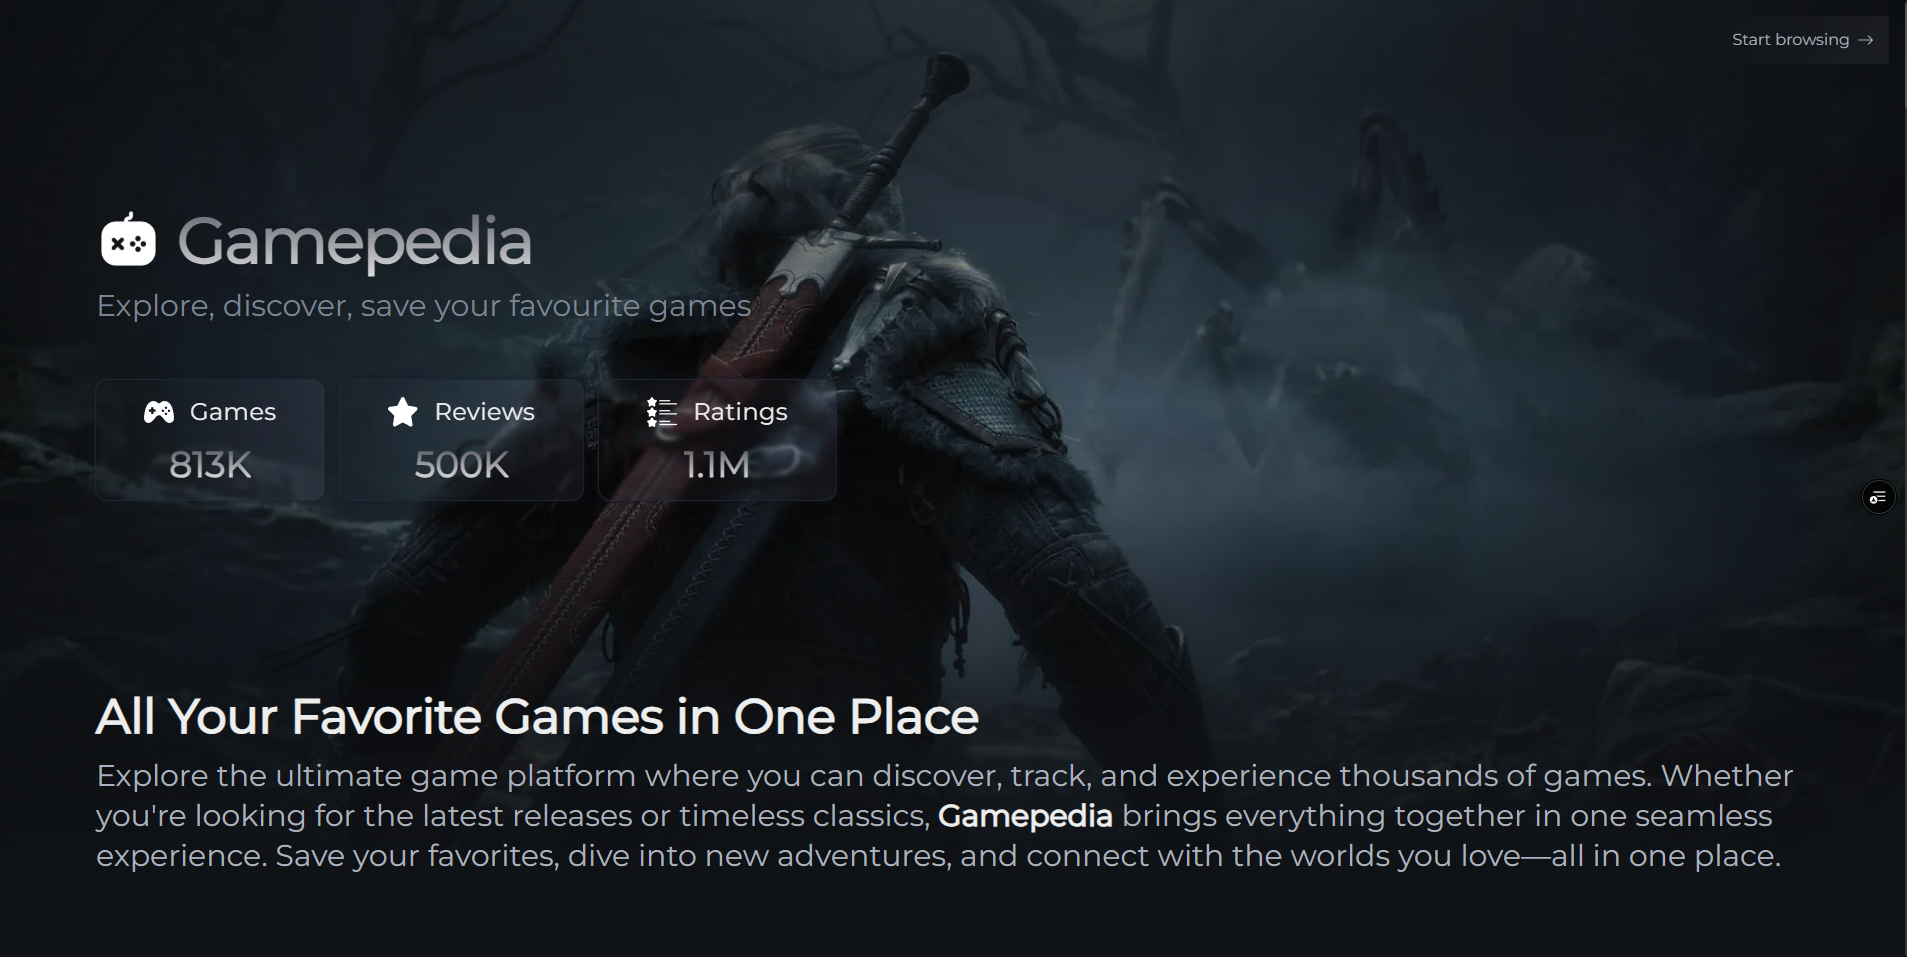 Start browsing
Gamepedia
Explore, discover, save your favourite games
Games
813K
Reviews
500K
Ratings
1.1M
All Your Favorite Games in One Place
Explore the ultimate game platform where you can discover, track, and experience thousands of games. Whether
you're looking for the latest releases or timeless classics, Gamepedia brings everything together in one seamless
experience. Save your favorites, dive into new adventures, and connect with the worlds you love—all in one place.